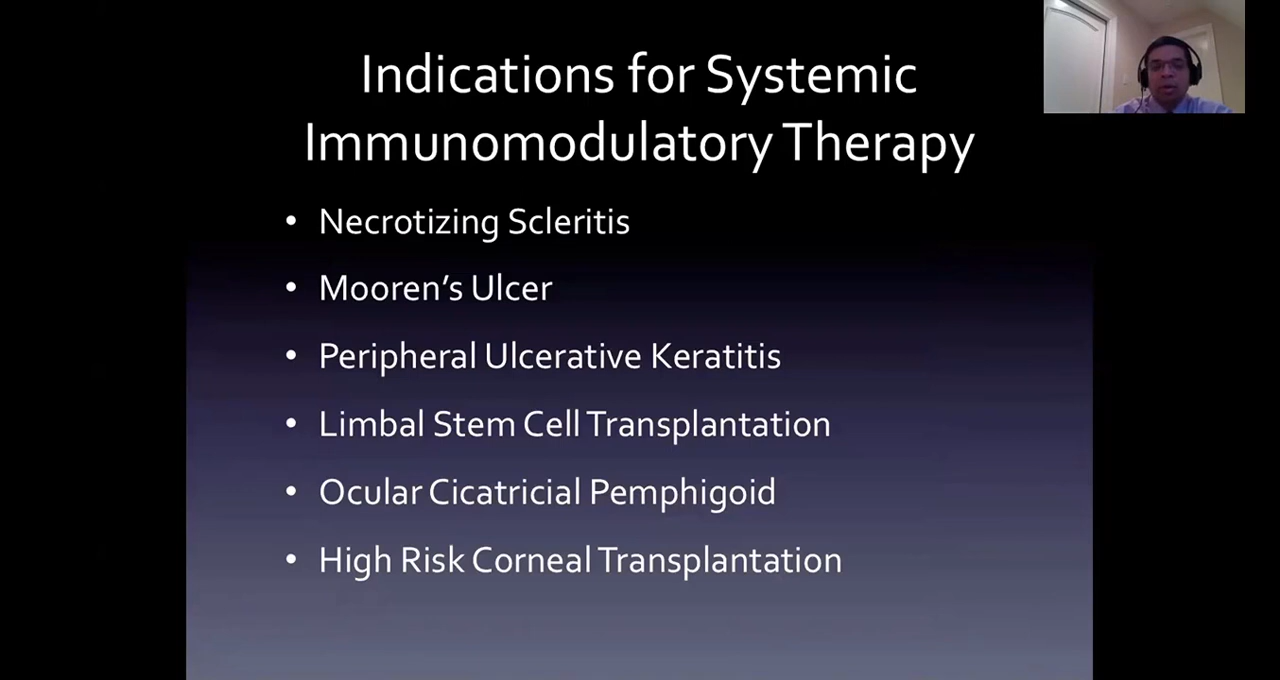 Indications for Systemic
Immunomodulatory Therapy
• Necrotizing Scleritis
• Mooren’s Ulcer
• Peripheral Ulcerative Keratitis
• Limbal Stem Cell Transplantation
• Ocular Cicatricial Pemphigoid
• High Risk Corneal Transplantation